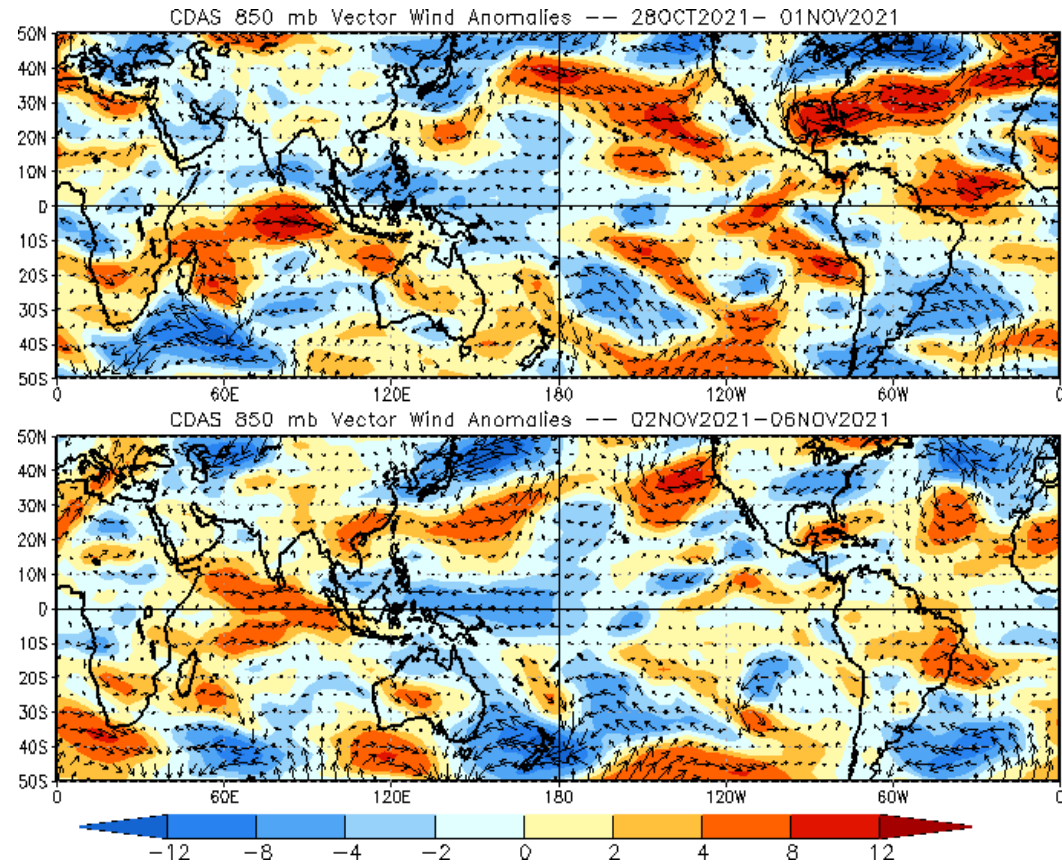 CDAS 850 mb Vector Wind Anomalies -- 28OCT2021- 01NOV2021
50N
40N
30N
20N
10N
0
10S
20S
30S
40S
50S
0 60E 120E 180 120W 60W 0
CDAS 850 mb Vector Wind Anomalies -- 02NOV2021-06NOV2021
50N
40N
30N
20N
10N
0
10S
20S
30S
40S
50S
0 60E 120E 180 120W 60W 0
-12 -8 -4 -2 0 2 4 8 12